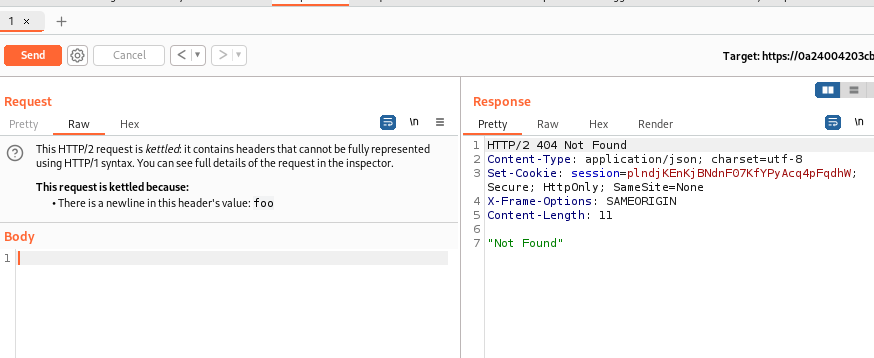 1 × +
Send Cancel < > Target: https://0a24004203cb
Request
Pretty Raw Hex \n
This HTTP/2 request is kettled: it contains headers that cannot be fully represented
using HTTP/1 syntax. You can see full details of the request in the inspector.
This request is kettled because:
• There is a newline in this header's value: foo
Body
1
Response
Pretty Raw Hex Render \n
1 HTTP/2 404 Not Found
2 Content-Type: application/json; charset=utf-8
3 Set-Cookie: session=plndjKEnKjBNdnF07KfYPyAcq4pFqdhW;
Secure; HttpOnly; SameSite=None
4 X-Frame-Options: SAMEORIGIN
5 Content-Length: 11
6
7 "Not Found"